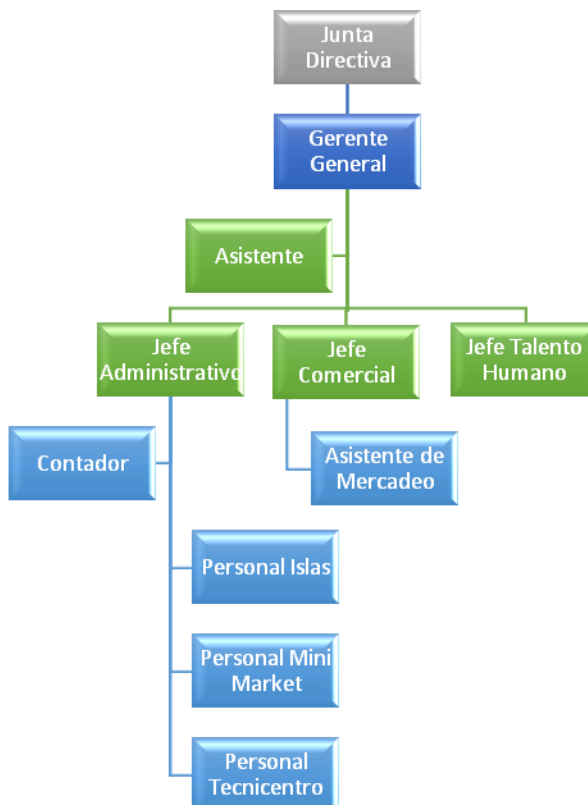 Junta
Directiva
Gerente
General
Asistente
Jefe
Administrativo
Jefe
Comercial
Jefe Talento
Humano
Contador
Asistente de
Mercadeo
Personal Islas
Personal Mini
Market
Personal
Tecnicentro